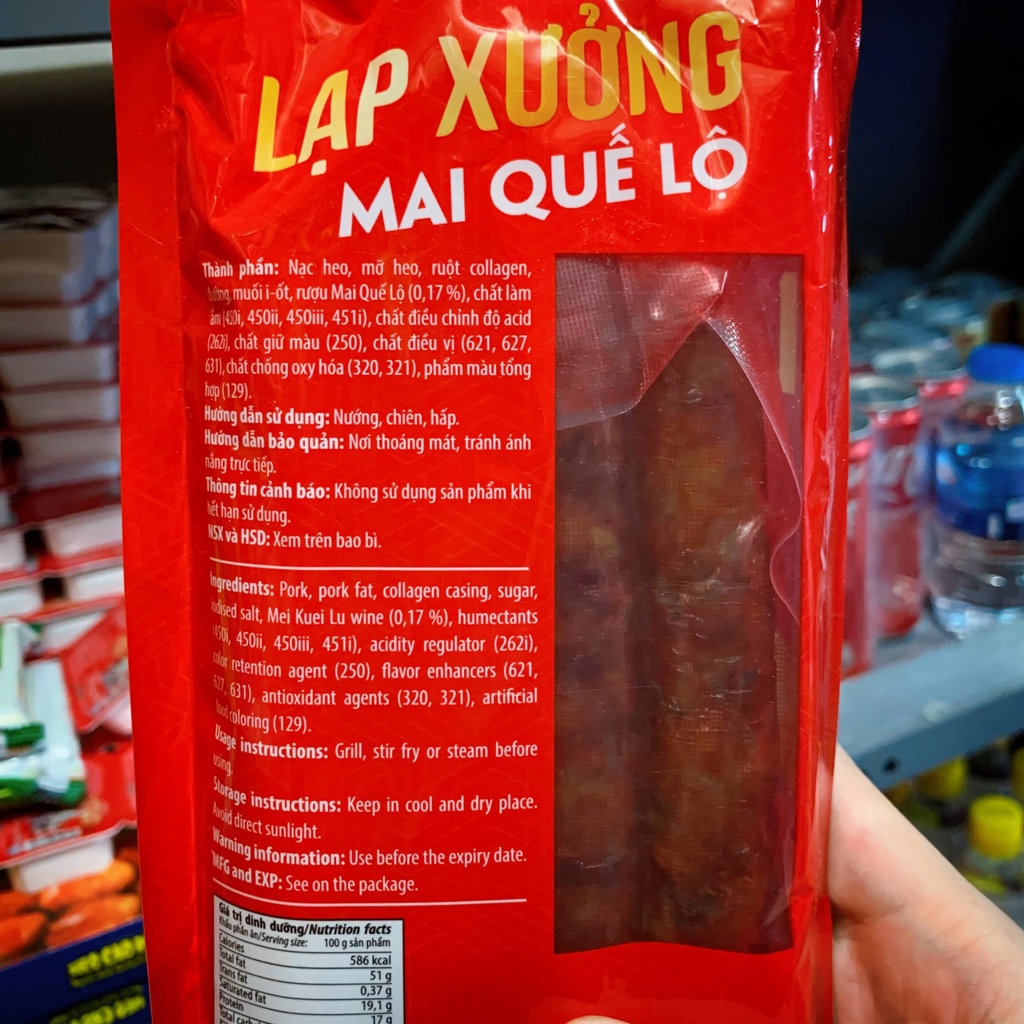 LẠP XƯỞNG
MAI QUẾ LỘ
Thành phần: Nạc heo, mỡ heo, ruột collagen,
đường, muối i-ốt, rượu Mai Quế Lộ (0,17 %), chất làm
ẩm (450i, 450ii, 450iii, 451i), chất điều chỉnh độ acid
(262i), chất giữ màu (250), chất điều vị (621, 627,
631), chất chống oxy hóa (320, 321), phẩm màu tổng
hợp (129).
Hướng dẫn sử dụng: Nướng, chiên, hấp.
Hướng dẫn bảo quản: Nơi thoáng mát, tránh ánh
nắng trực tiếp.
Thông tin cảnh báo: Không sử dụng sản phẩm khi
hết hạn sử dụng.
NSX và HSD: Xem trên bao bì.
Ingredients: Pork, pork fat, collagen casing, sugar,
iodised salt, Mei Kuei Lu wine (0,17 %), humectants
(450i, 450ii, 450iii, 451i), acidity regulator (262i),
color retention agent (250), flavor enhancers (621,
627, 631), antioxidant agents (320, 321), artificial
food coloring (129).
Usage instructions: Grill, stir fry or steam before
using.
Storage instructions: Keep in cool and dry place.
Avoid direct sunlight.
Warning information: Use before the expiry date.
MFG and EXP: See on the package.
Giá trị dinh dưỡng/Nutrition facts
Khẩu phần ăn/Serving size: 100 g sản phẩm
Calories 586 kcal
Total fat 51 g
Trans fat 0,37 g
Saturated fat 19,1 g
Protein 17 g
Total